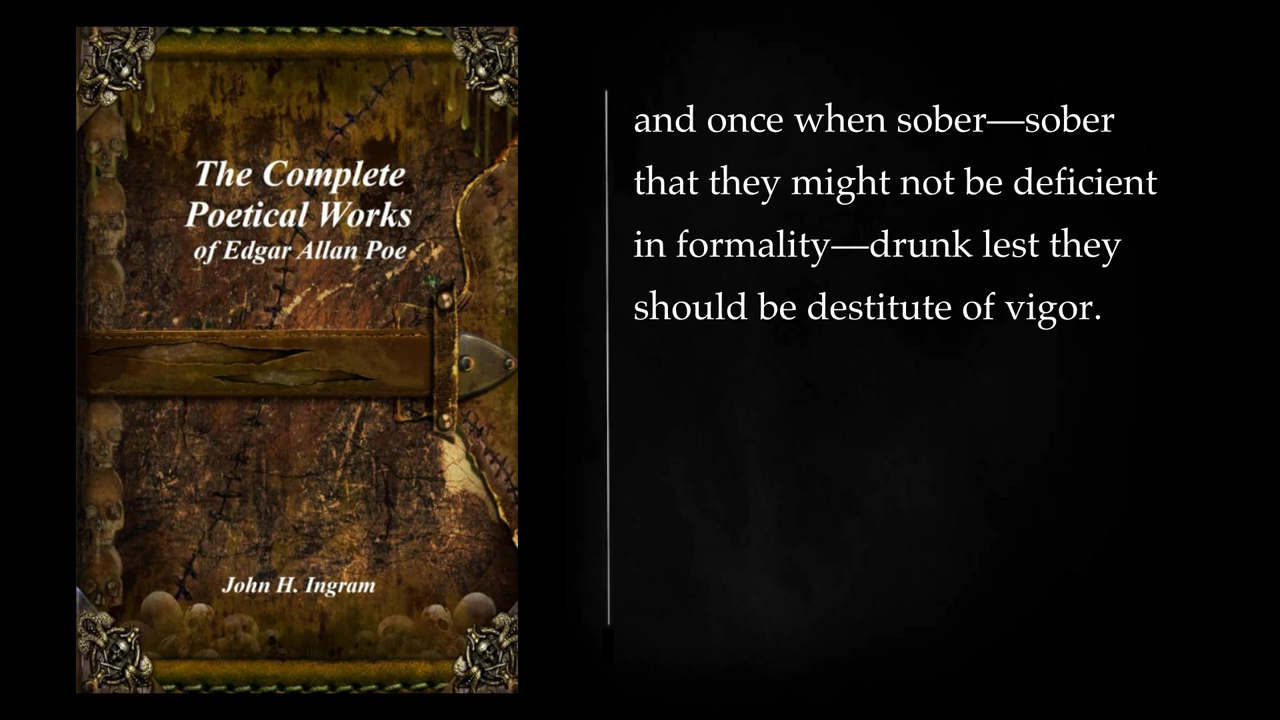 The Complete
Poetical Works
of Edgar Allan Poe
John H. Ingram
and once when sober—sober
that they might not be deficient
in formality—drunk lest they
should be destitute of vigor.